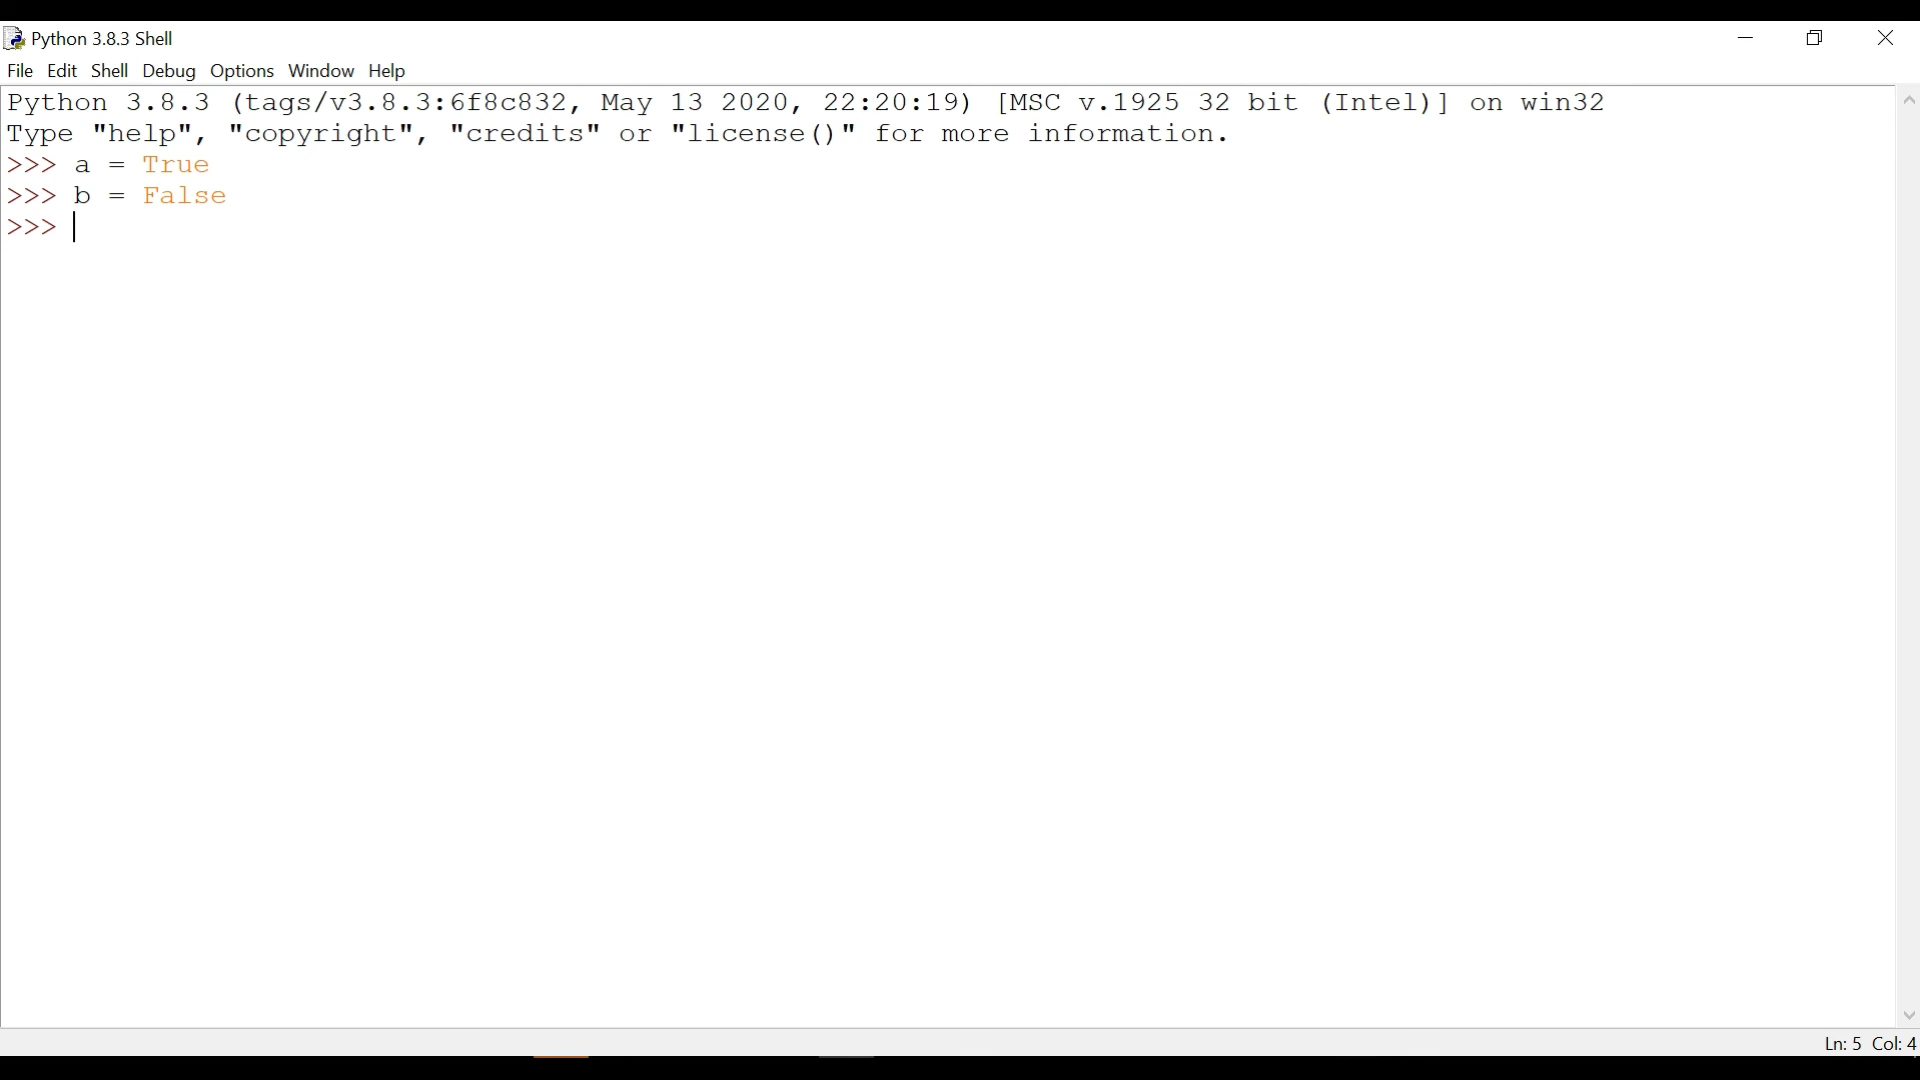 Python 3.8.3 Shell
File Edit Shell Debug Options Window Help
Python 3.8.3 (tags/v3.8.3:6f8c832, May 13 2020, 22:20:19) [MSC v.1925 32 bit (Intel)] on win32
Type "help", "copyright", "credits" or "license()" for more information.
>>> a = True
>>> b = False
>>>
Ln: 5 Col: 4